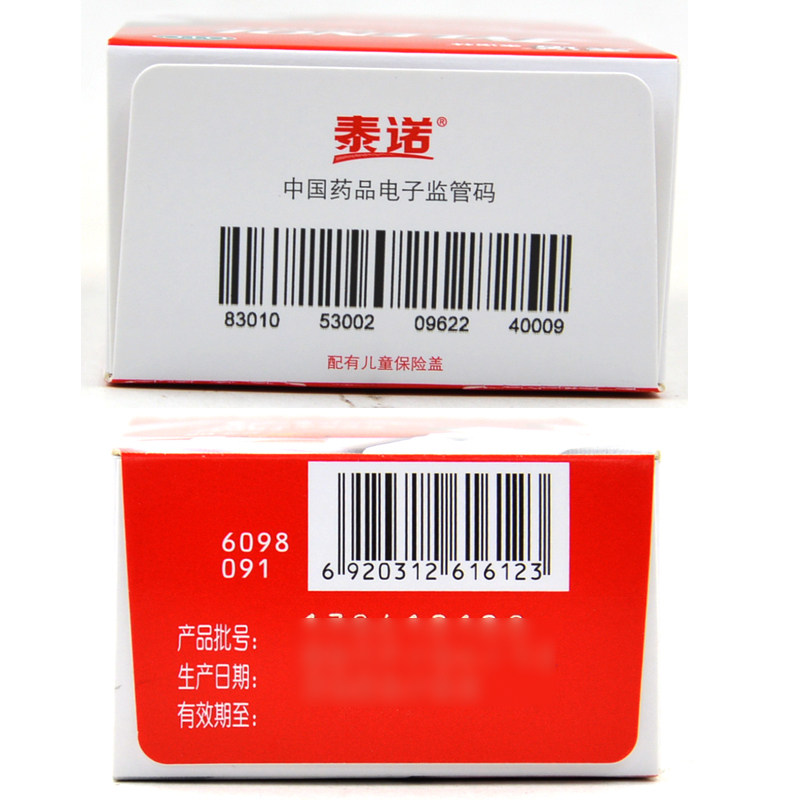 泰诺®
中国药品电子监管码
83010 53002 09622 40009
配有儿童保险盖
6098
091
6 920312 616123
产品批号:
生产日期:
有效期至: